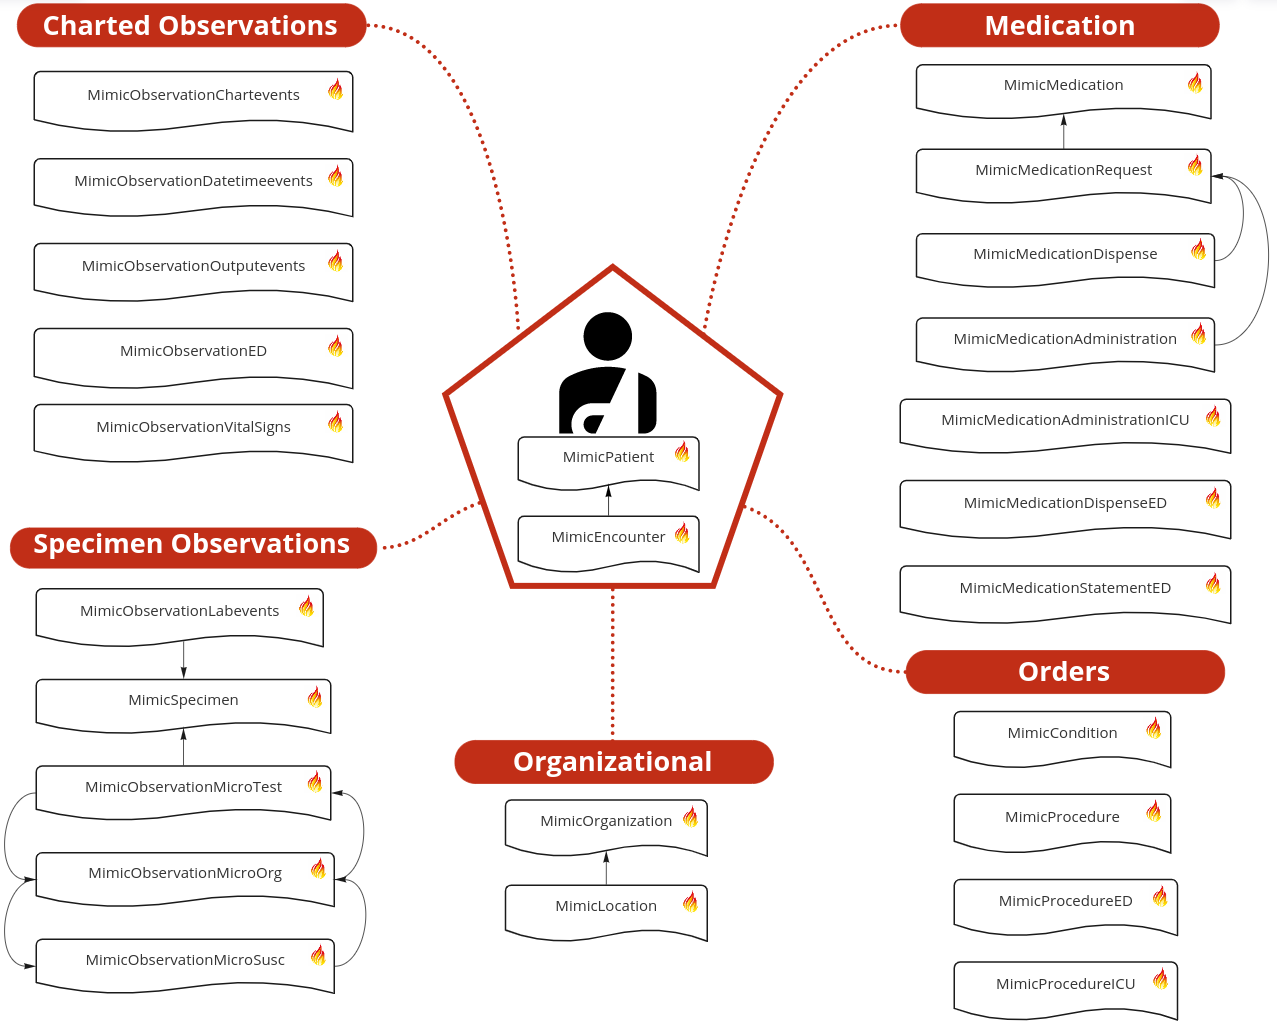 Charted Observations
MimicObservationChartevents
MimicObservationDatetimeevents
MimicObservationOutputevents
MimicObservationED
MimicObservationVitalSigns
Specimen Observations
MimicObservationLabevents
MimicSpecimen
MimicObservationMicroTest
MimicObservationMicroOrg
MimicObservationMicroSusc
MimicPatient
MimicEncounter
Organizational
MimicOrganization
MimicLocation
Medication
MimicMedication
MimicMedicationRequest
MimicMedicationDispense
MimicMedicationAdministration
MimicMedicationAdministrationICU
MimicMedicationDispenseED
MimicMedicationStatementED
Orders
MimicCondition
MimicProcedure
MimicProcedureED
MimicProcedureICU